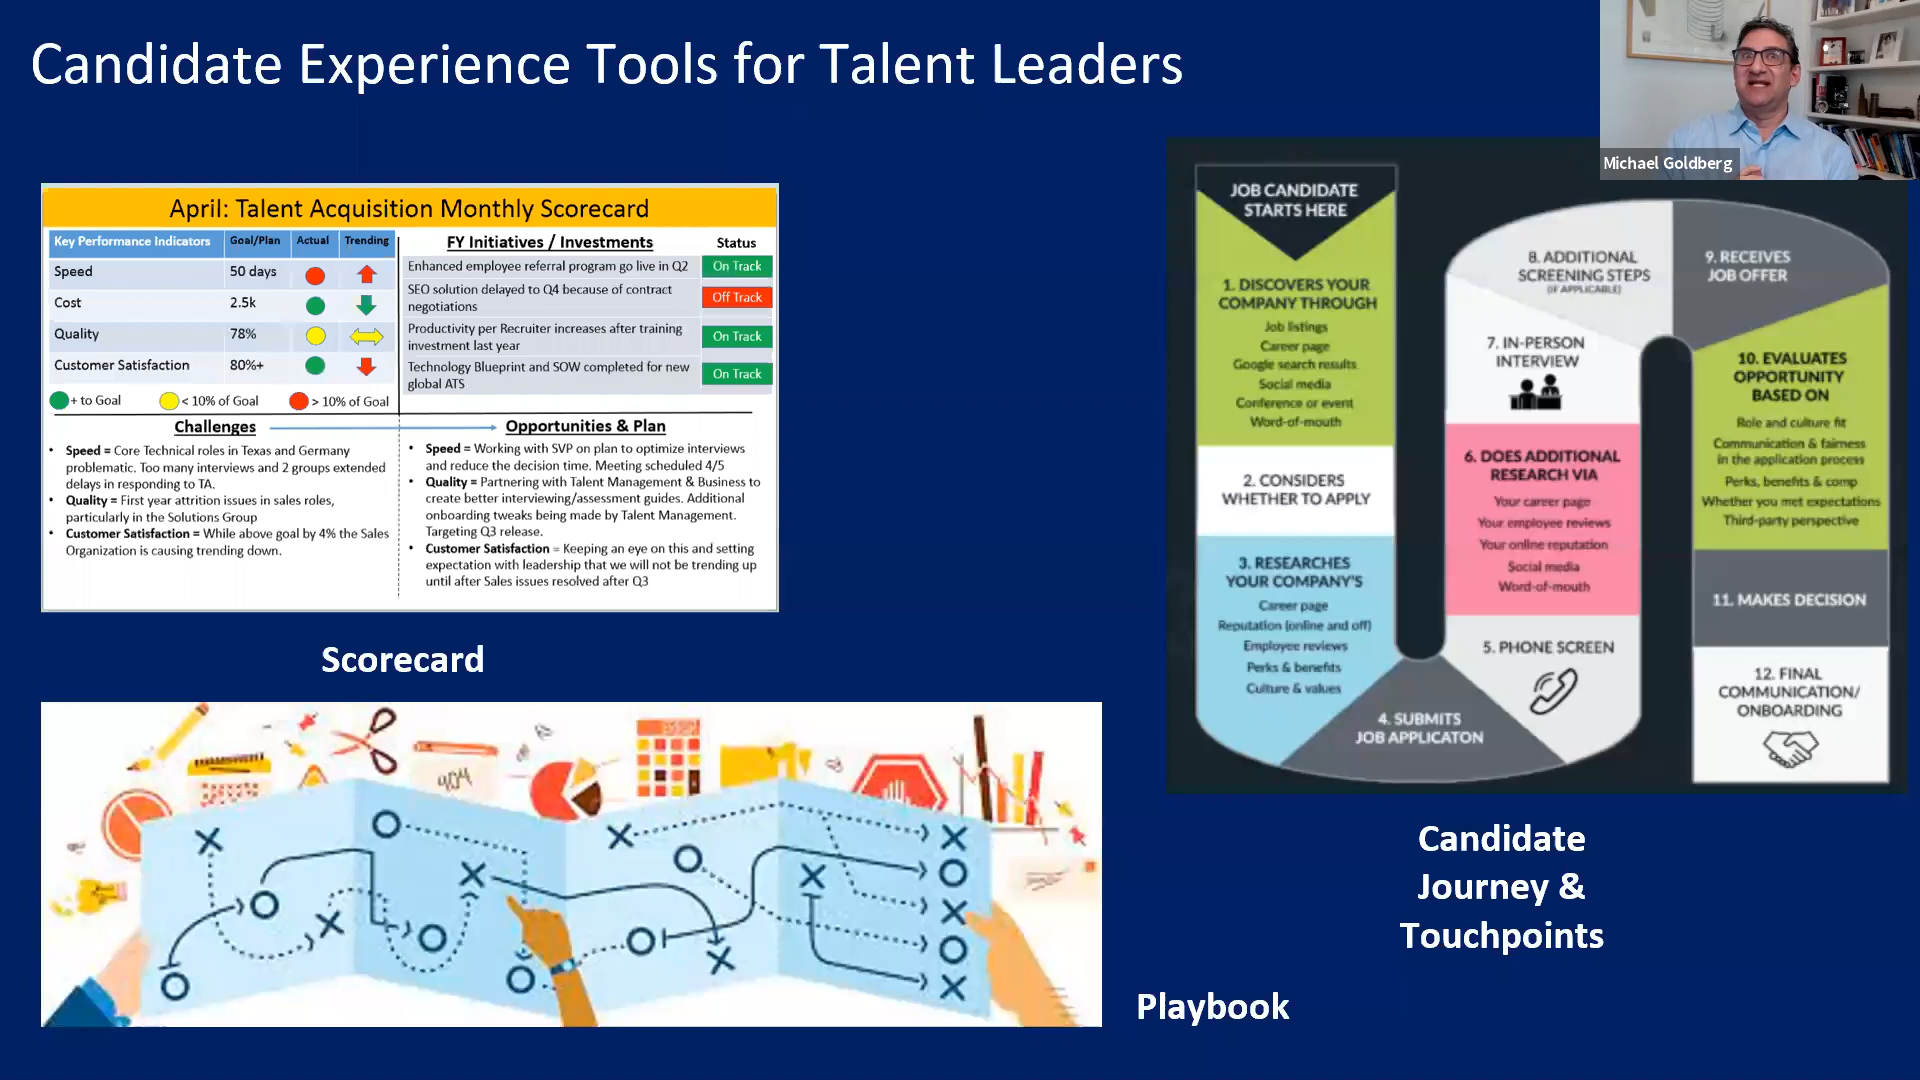 Candidate Experience Tools for Talent Leaders
Michael Goldberg
April: Talent Acquisition Monthly Scorecard
Key Performance Indicators Goal/Plan Actual Trending
Speed 50 days
Cost 2.5k
Quality 78%
Customer Satisfaction 80%+
+ to Goal < 10% of Goal > 10% of Goal
FY Initiatives / Investments Status
Enhanced employee referral program go live in Q2 On Track
SEO solution delayed to Q4 because of contract
negotiations Off Track
Productivity per Recruiter increases after training
investment last year On Track
Technology Blueprint and SOW completed for new
global ATS On Track
Challenges
• Speed = Core Technical roles in Texas and Germany
problematic. Too many interviews and 2 groups extended
delays in responding to TA.
• Quality = First year attrition issues in sales roles,
particularly in the Solutions Group
• Customer Satisfaction = While above goal by 4% the Sales
Organization is causing trending down.
Opportunities & Plan
• Speed = Working with SVP on plan to optimize interviews
and reduce the decision time. Meeting scheduled 4/5
• Quality = Partnering with Talent Management & Business to
create better interviewing/assessment guides. Additional
onboarding tweaks being made by Talent Management.
Targeting Q3 release.
• Customer Satisfaction = Keeping an eye on this and setting
expectation with leadership that we will not be trending up
until after Sales issues resolved after Q3
Scorecard
404
Playbook
JOB CANDIDATE
STARTS HERE
1. DISCOVERS YOUR
COMPANY THROUGH
Job listings
Career page
Google search results
Social media
Conference or event
Word-of-mouth
2. CONSIDERS
WHETHER TO APPLY
3. RESEARCHES
YOUR COMPANY'S
Career page
Reputation (online and off)
Employee reviews
Perks & benefits
Culture & values
4. SUBMITS
JOB APPLICATON
5. PHONE SCREEN
6. DOES ADDITIONAL
RESEARCH VIA
Your career page
Your employee reviews
Your online reputation
Social media
Word-of-mouth
7. IN-PERSON
INTERVIEW
8. ADDITIONAL
SCREENING STEPS
(IF APPLICABLE)
9. RECEIVES
JOB OFFER
10. EVALUATES
OPPORTUNITY
BASED ON
Role and culture fit
Communication & fairness
in the application process
Perks, benefits & comp
Whether you met expectations
Third-party perspective
11. MAKES DECISION
12. FINAL
COMMUNICATION/
ONBOARDING
Candidate
Journey &
Touchpoints